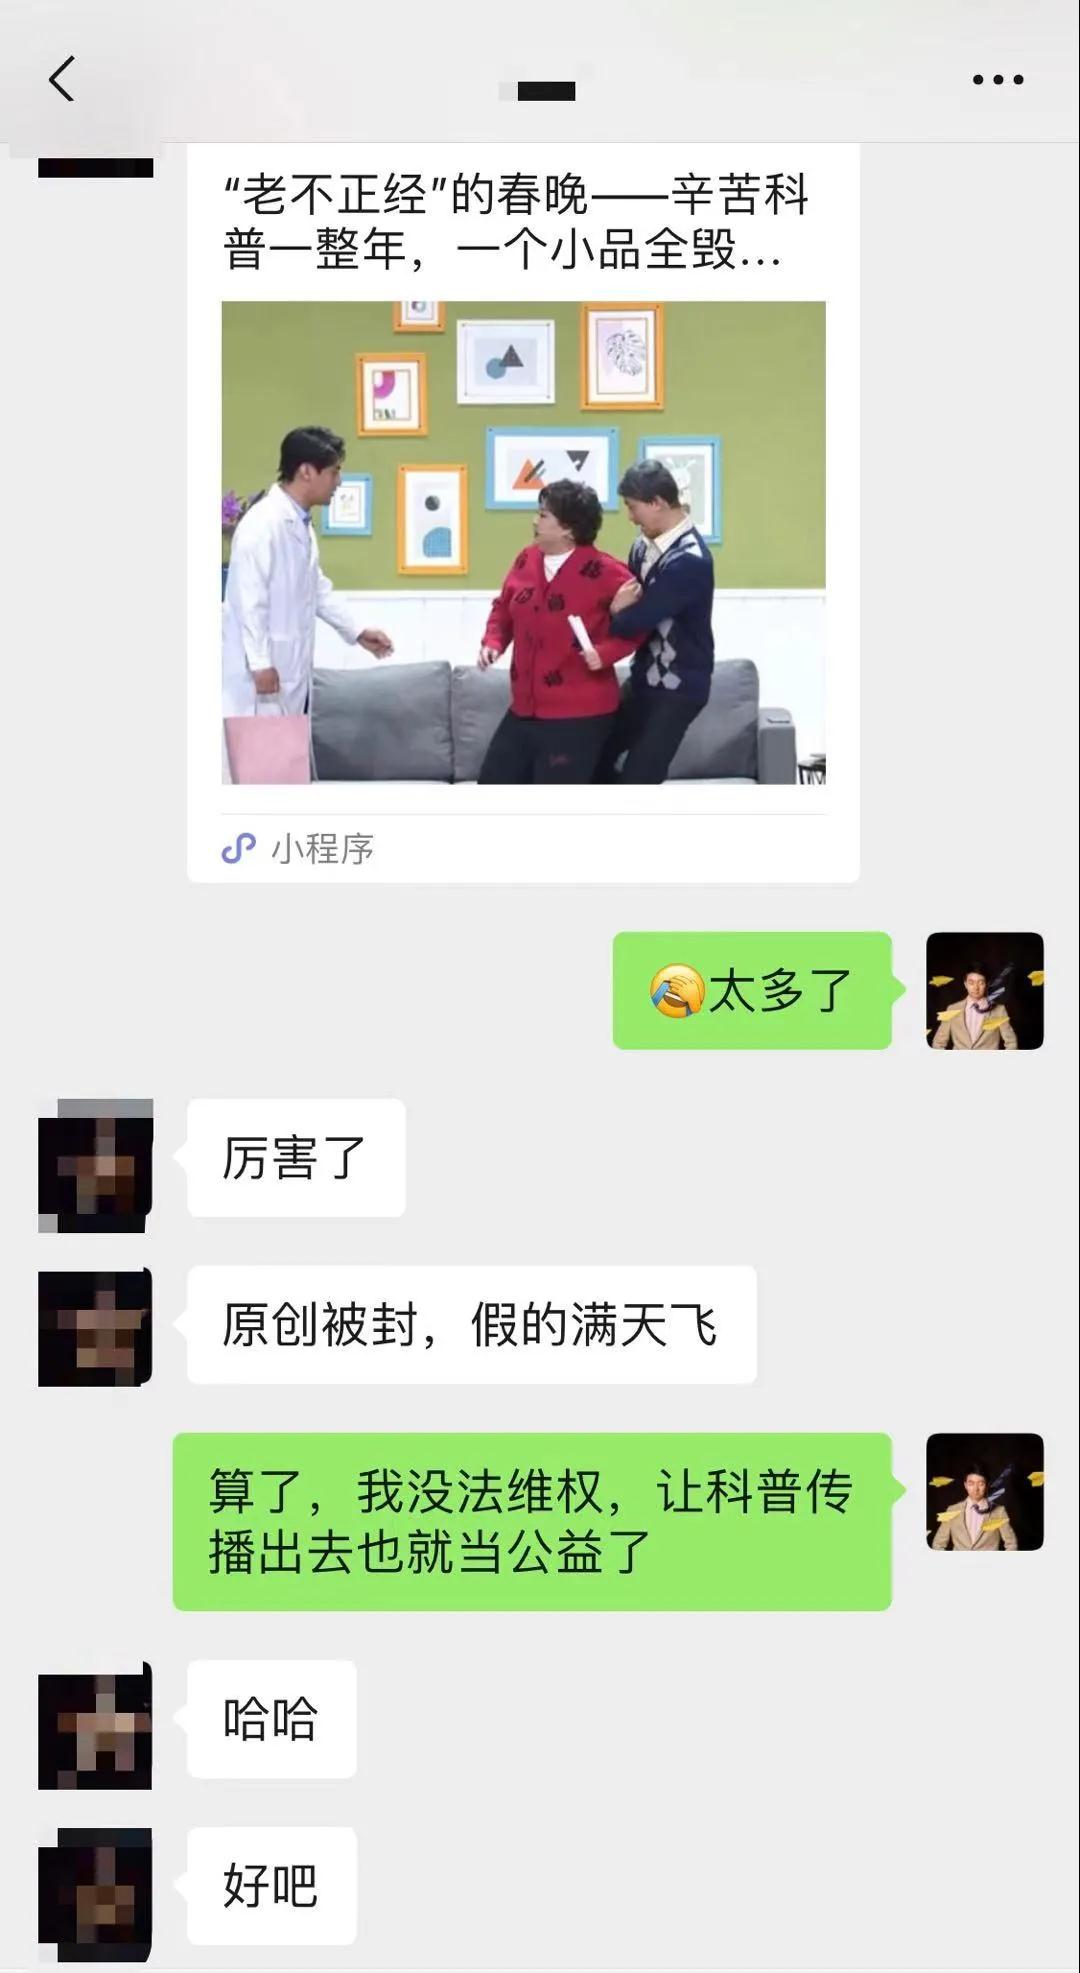 “老不正经”的春晚——辛苦科
普一整年，一个小品全毁...
小程序
🤦太多了
厉害了
原创被封，假的满天飞
算了，我没法维权，让科普传
播出去也就当公益了
哈哈
好吧